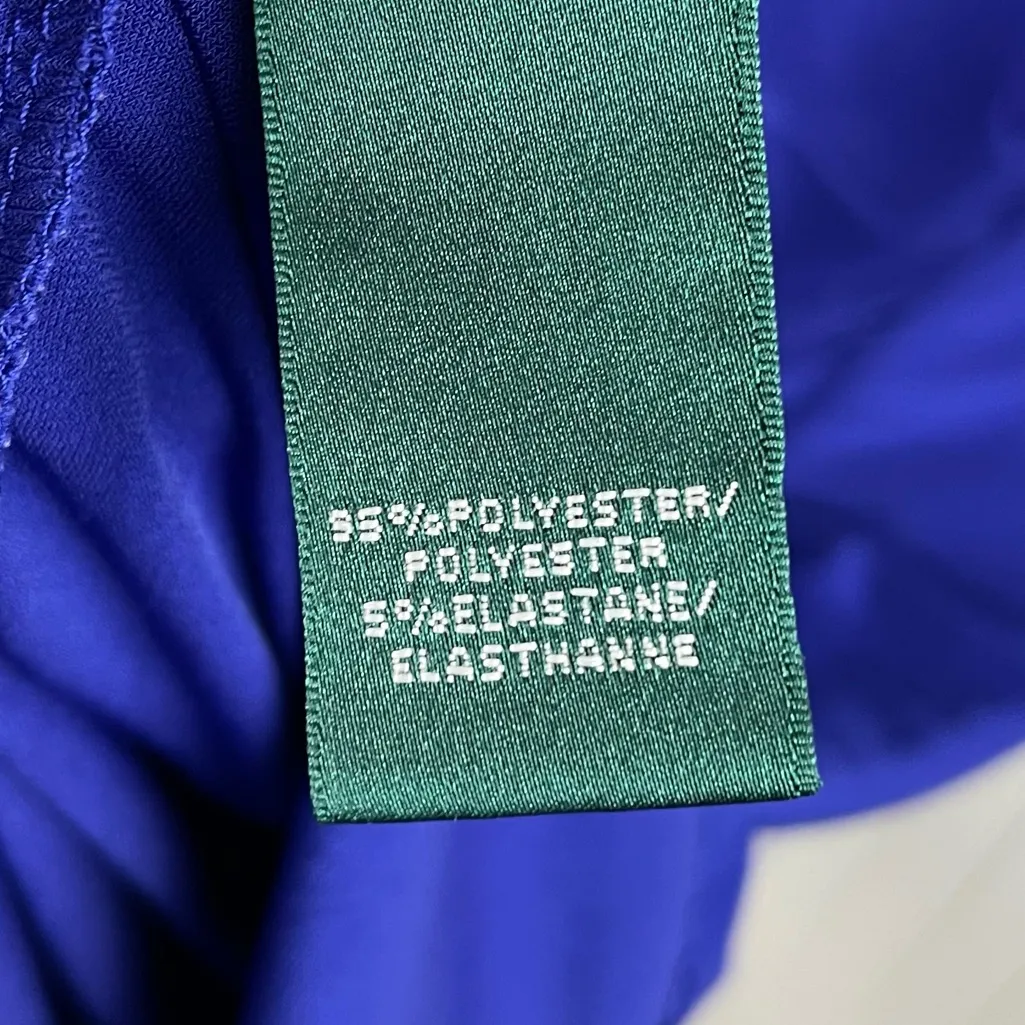 95%POLYESTER/
POLYESTER
5%ELASTANE/
ELASTHANNE